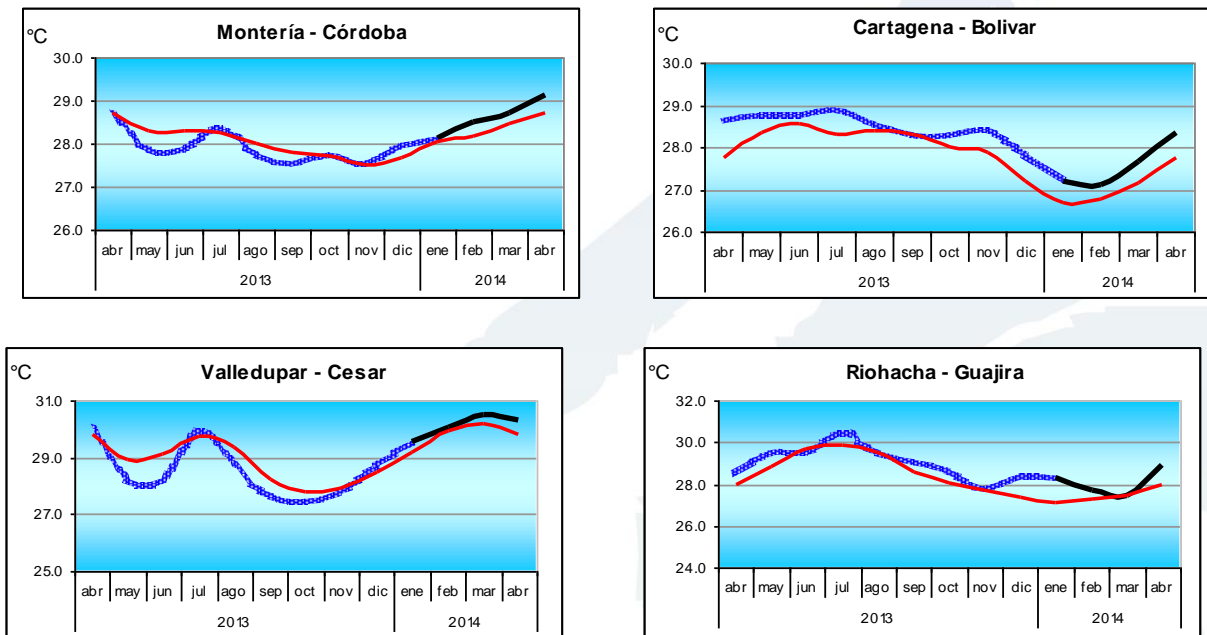 Montería - Córdoba
°C
30.0
29.0
28.0
27.0
26.0
abr may jun jul ago sep oct nov dic ene feb mar abr
2013 2014
Cartagena - Bolivar
°C
30.0
29.0
28.0
27.0
26.0
abr may jun jul ago sep oct nov dic ene feb mar abr
2013 2014
Valledupar - Cesar
°C
31.0
29.0
27.0
25.0
abr may jun jul ago sep oct nov dic ene feb mar abr
2013 2014
Riohacha - Guajira
°C
32.0
30.0
28.0
26.0
24.0
abr may jun jul ago sep oct nov dic ene feb mar abr
2013 2014